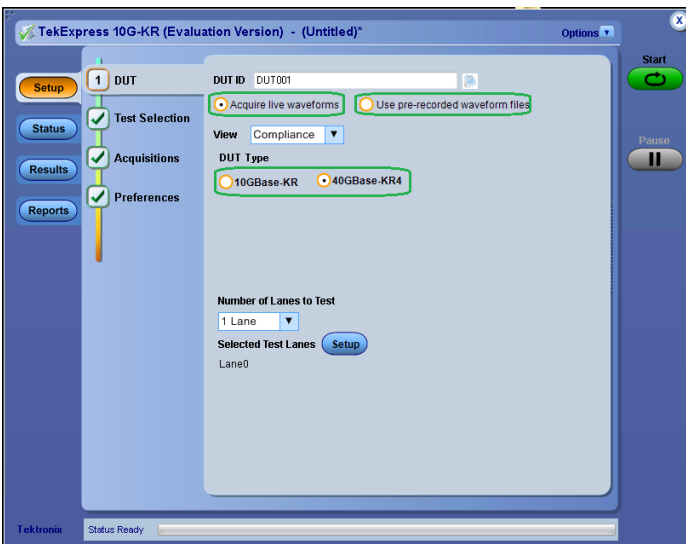 TekExpress 10G-KR (Evaluation Version) - (Untitled)*
Options
X
Start
Setup
Status
Results
Reports
1 DUT
Test Selection
Acquisitions
Preferences
DUT ID DUT001
Acquire live waveforms
Use pre-recorded waveform files
View Compliance
DUT Type
10GBase-KR
40GBase-KR4
Number of Lanes to Test
1 Lane
Selected Test Lanes Setup
Lane0
Pause
Tektronix
Status Ready